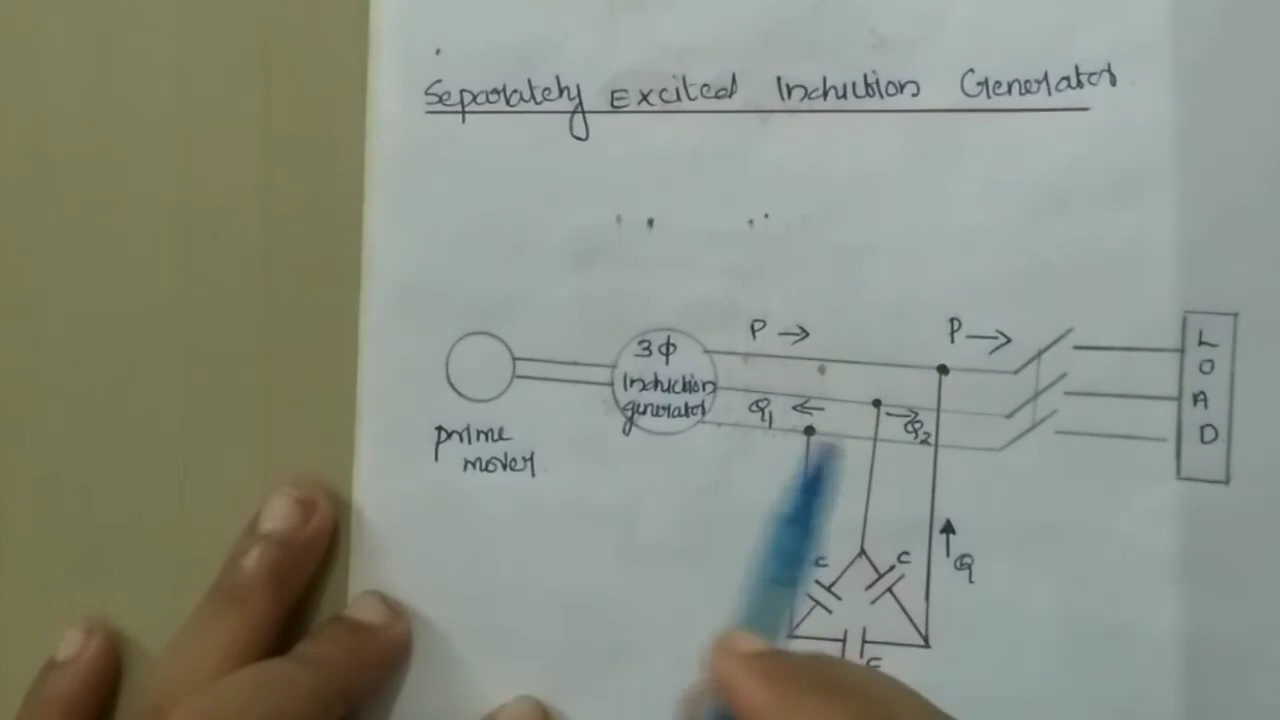 Separately Excited Induction Generator
P → P →
3Φ
Induction
generator
Q1 ← → Q2
prime
mover
L
O
A
D
↑ Q
C C
C